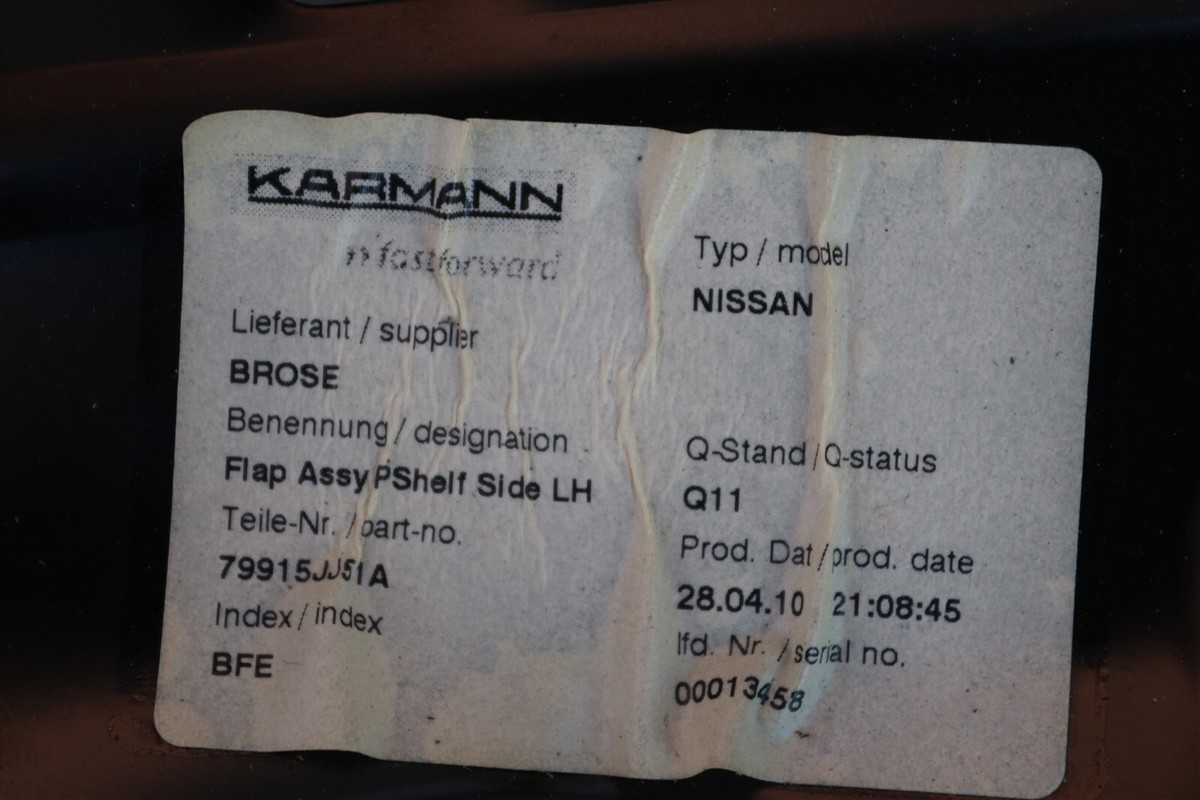 KARMANN
fastforward
Lieferant / supplier
BROSE
Benennung / designation
Flap Assy PShelf Side LH
Teile-Nr. / part-no.
79915JJ51A
Index / index
BFE
Typ / model
NISSAN
Q-Stand / Q-status
Q11
Prod. Dat / prod. date
28.04.10 21:08:45
lfd. Nr. / serial no.
00013458